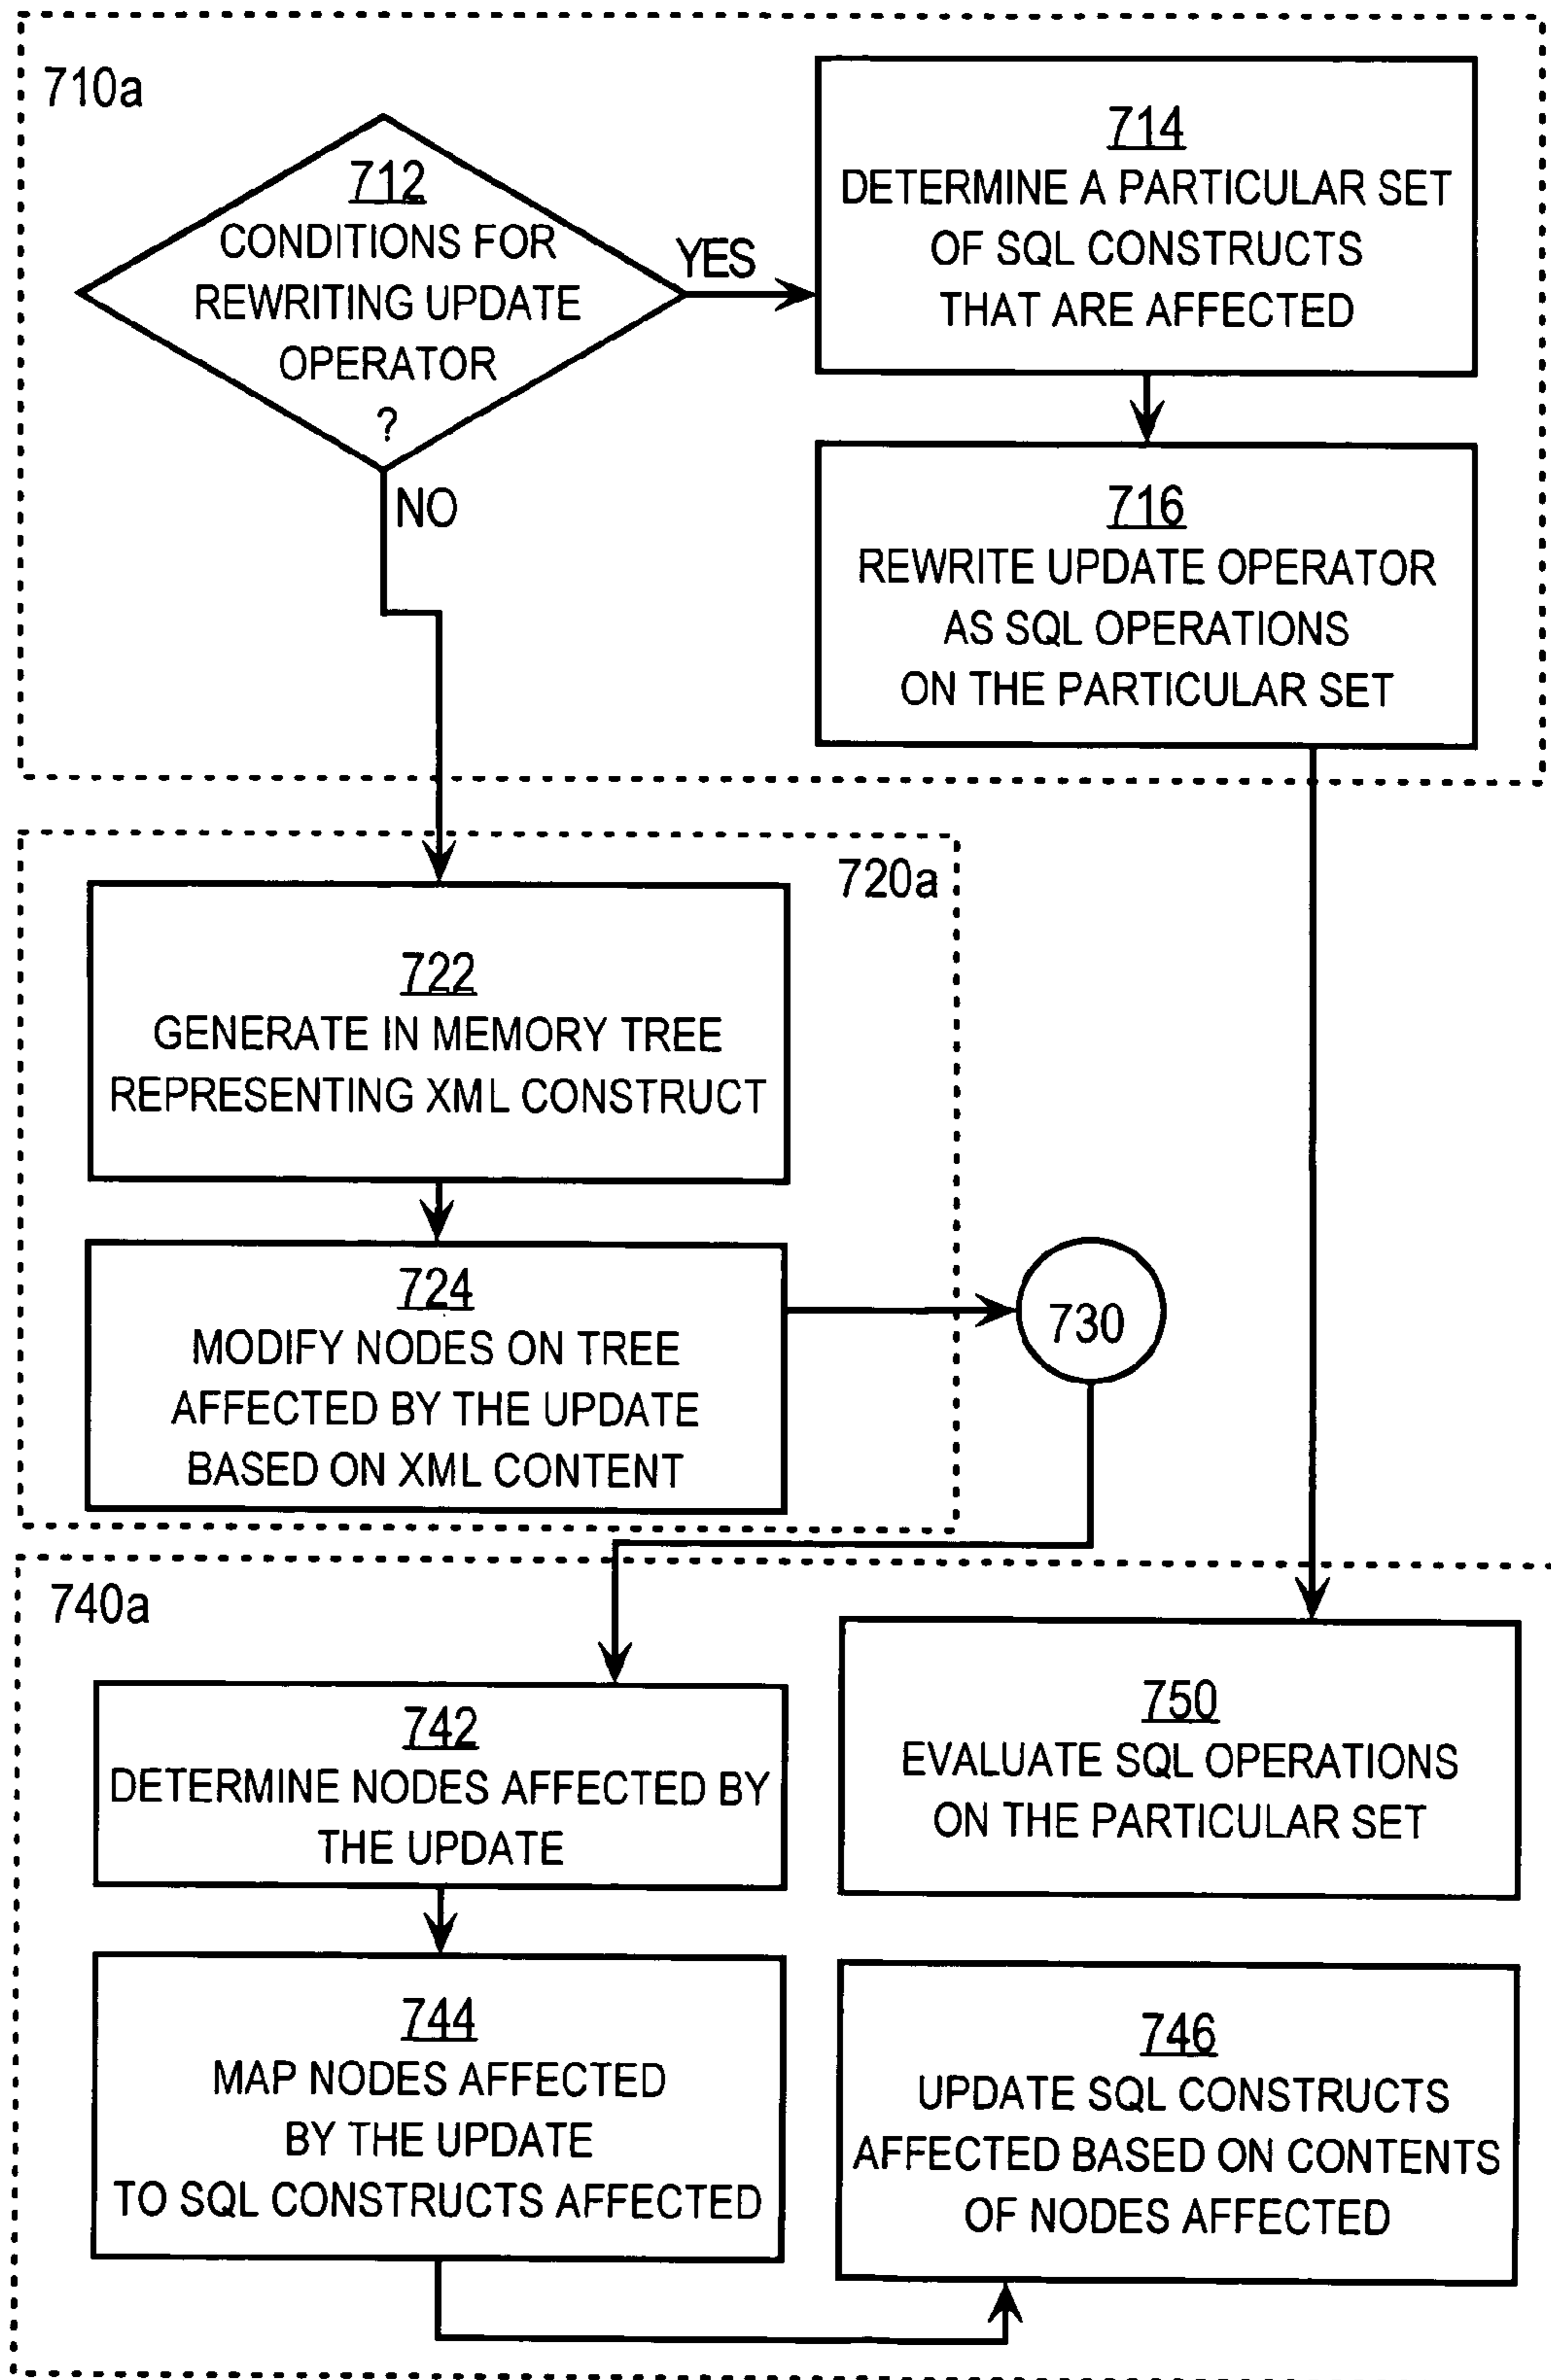 710a
712
CONDITIONS FOR
REWRITING UPDATE
OPERATOR
?
YES
NO
714
DETERMINE A PARTICULAR SET
OF SQL CONSTRUCTS
THAT ARE AFFECTED
716
REWRITE UPDATE OPERATOR
AS SQL OPERATIONS
ON THE PARTICULAR SET
720a
722
GENERATE IN MEMORY TREE
REPRESENTING XML CONSTRUCT
724
MODIFY NODES ON TREE
AFFECTED BY THE UPDATE
BASED ON XML CONTENT
730
740a
742
DETERMINE NODES AFFECTED BY
THE UPDATE
750
EVALUATE SQL OPERATIONS
ON THE PARTICULAR SET
744
MAP NODES AFFECTED
BY THE UPDATE
TO SQL CONSTRUCTS AFFECTED
746
UPDATE SQL CONSTRUCTS
AFFECTED BASED ON CONTENTS
OF NODES AFFECTED